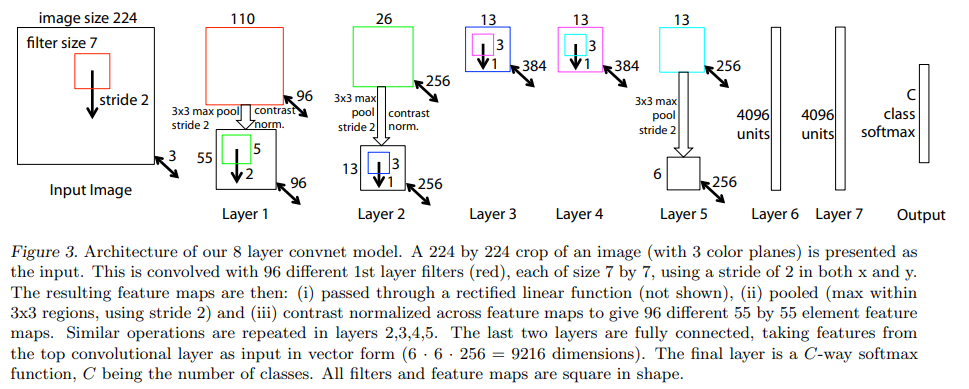 image size 224
filter size 7
stride 2
3
Input Image
110
96
3x3 max pool
stride 2
contrast
norm.
55
5
2
96
Layer 1
26
256
3x3 max
pool
stride 2
contrast
norm.
13
3
1
256
Layer 2
13
3
1
384
Layer 3
13
3
1
384
Layer 4
13
256
3x3 max
pool
stride 2
6
256
Layer 5
4096
units
Layer 6
4096
units
Layer 7
C
class
softmax
Output
Figure 3. Architecture of our 8 layer convnet model. A 224 by 224 crop of an image (with 3 color planes) is presented as
the input. This is convolved with 96 different 1st layer filters (red), each of size 7 by 7, using a stride of 2 in both x and y.
The resulting feature maps are then: (i) passed through a rectified linear function (not shown), (ii) pooled (max within
3x3 regions, using stride 2) and (iii) contrast normalized across feature maps to give 96 different 55 by 55 element feature
maps. Similar operations are repeated in layers 2,3,4,5. The last two layers are fully connected, taking features from
the top convolutional layer as input in vector form (6 · 6 · 256 = 9216 dimensions). The final layer is a C-way softmax
function, C being the number of classes. All filters and feature maps are square in shape.